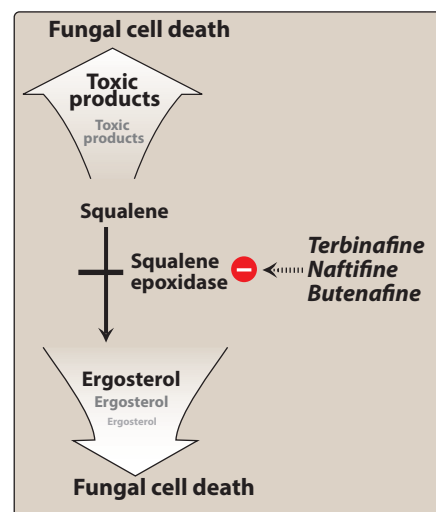 Fungal cell death
Toxic
products
Toxic
products
Squalene
Squalene
epoxidase
Terbinafine
Naftifine
Butenafine
Ergosterol
Ergosterol
Ergosterol
Fungal cell death